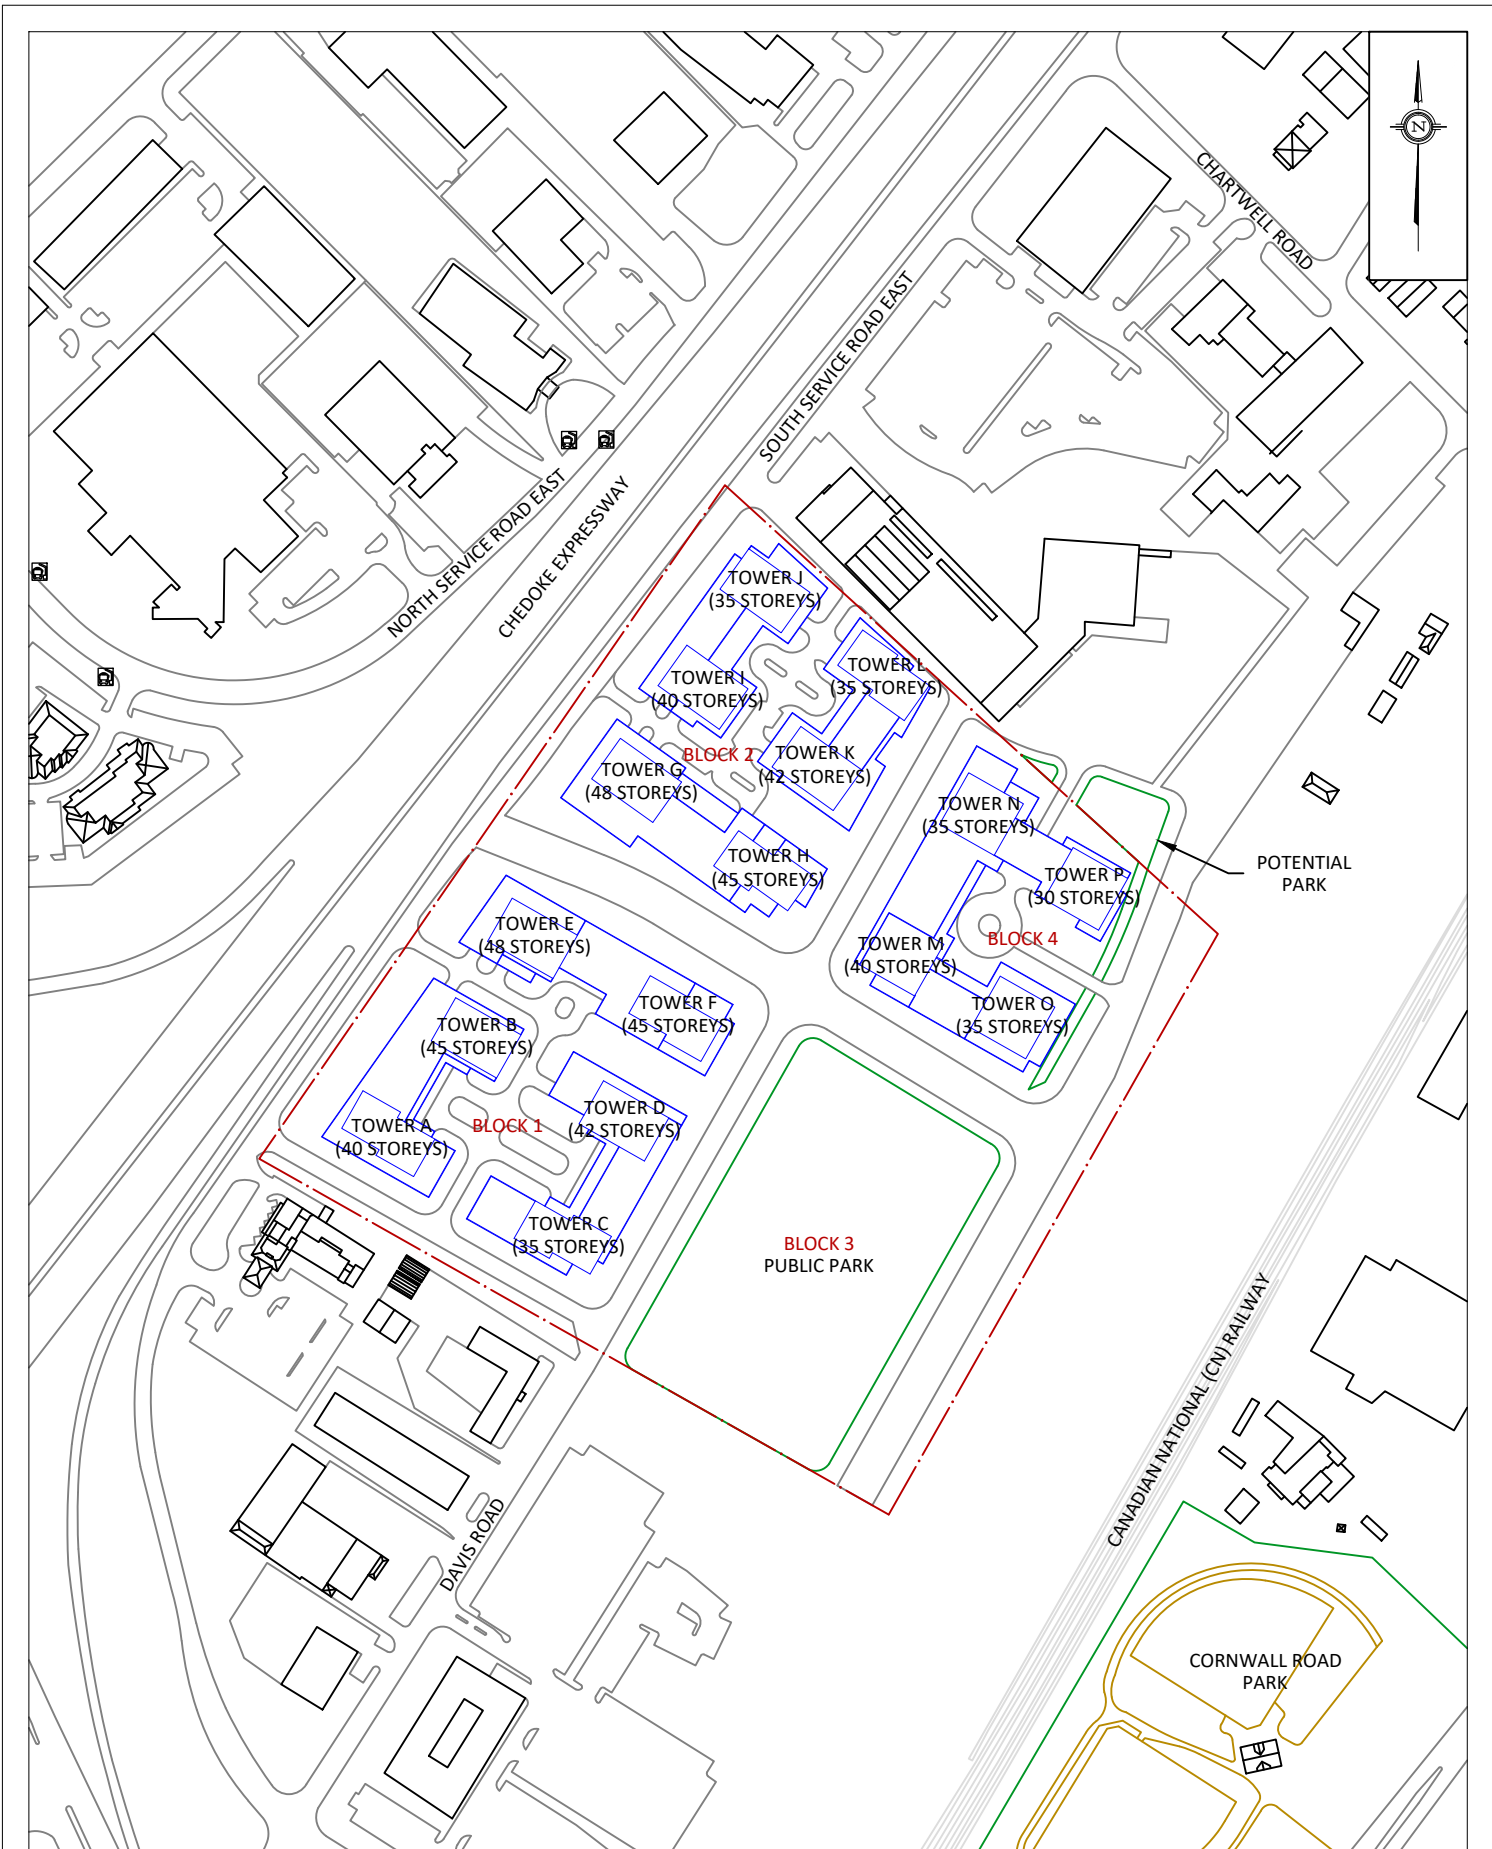 N
CHARTWELL ROAD
SOUTH SERVICE ROAD EAST
NORTH SERVICE ROAD EAST
CHEDOKE EXPRESSWAY
TOWER J
(35 STOREYS)
TOWER I
(40 STOREYS)
TOWER L
(35 STOREYS)
BLOCK 2
TOWER K
(42 STOREYS)
TOWER G
(48 STOREYS)
TOWER H
(45 STOREYS)
TOWER N
(35 STOREYS)
TOWER P
(30 STOREYS)
POTENTIAL
PARK
BLOCK 4
TOWER M
(40 STOREYS)
TOWER O
(35 STOREYS)
TOWER E
(48 STOREYS)
TOWER F
(45 STOREYS)
TOWER B
(45 STOREYS)
TOWER A
(40 STOREYS)
BLOCK 1
TOWER D
(42 STOREYS)
TOWER C
(35 STOREYS)
BLOCK 3
PUBLIC PARK
CANADIAN NATIONAL (CN) RAILWAY
DAVIS ROAD
CORNWALL ROAD
PARK